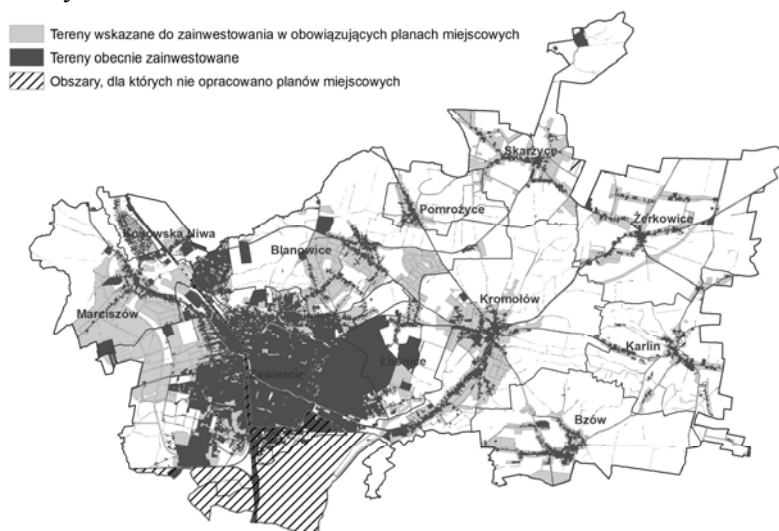 Tereny wskazane do zainwestowania w obowiązujących planach miejscowych
Tereny obecnie zainwestowane
Obszary, dla których nie opracowano planów miejscowych
Skarżyce
Pomrożyce
Żerkowice
Niwa
Blanowice
Kromołów
Marciszów
Karlin
Bzów